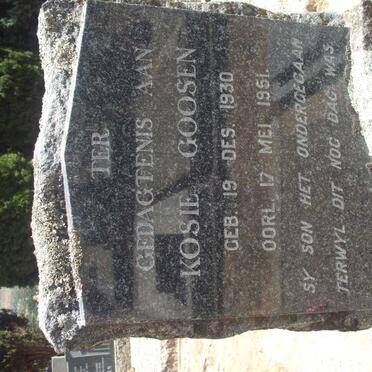 TER
GEDAGTENIS AAN
KOSIE GOOSEN
GEB. 19 DES. 1930
OORL. 17 MEI 1951.
SY SON HET ONDERGEGAAN
TERWYL DIT NOG DAG WAS